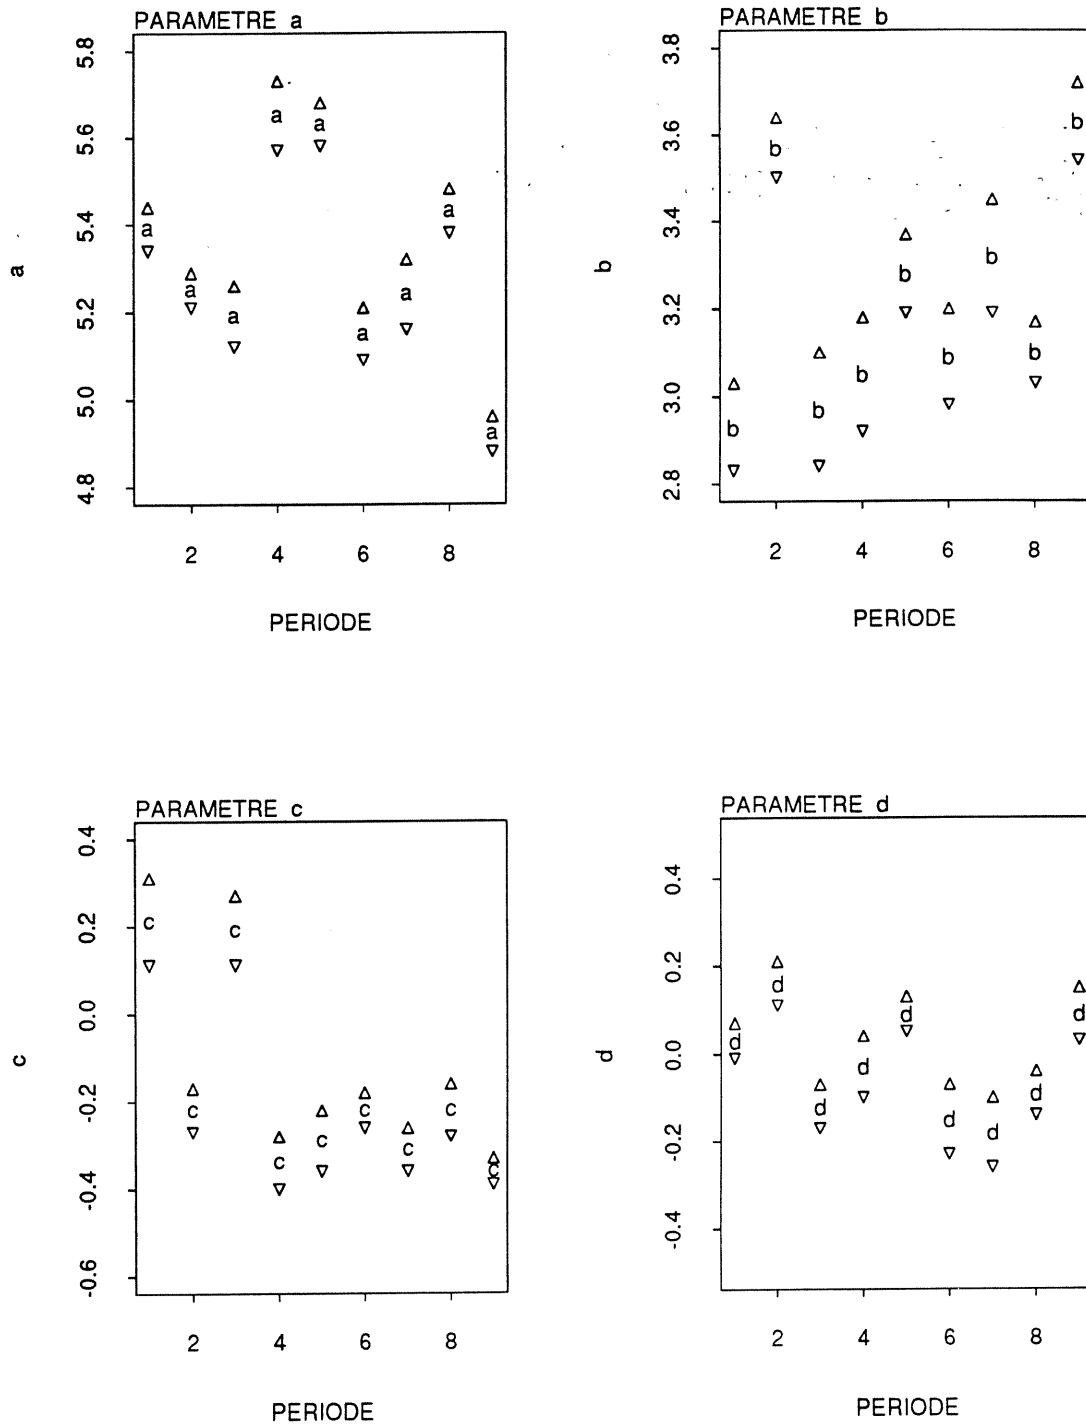 PARAMETRE a
5.8
5.6
5.4
5.2
5.0
4.8
a
a
a
a
a
a
a
a
a
a
2
4
6
8
PERIODE
PARAMETRE b
3.8
3.6
3.4
3.2
3.0
2.8
b
b
b
b
b
b
b
b
b
b
2
4
6
8
PERIODE
PARAMETRE c
0.4
0.2
0.0
-0.2
-0.4
-0.6
c
c
c
c
c
c
c
c
c
c
2
4
6
8
PERIODE
PARAMETRE d
0.4
0.2
0.0
-0.2
-0.4
d
d
d
d
d
d
d
d
d
d
2
4
6
8
PERIODE